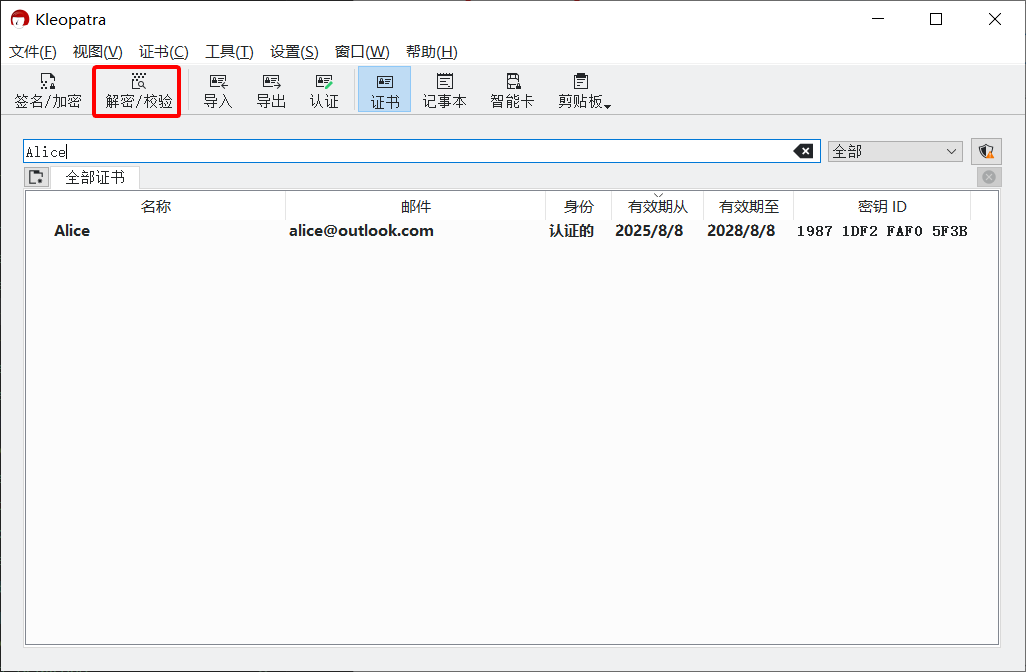 Kleopatra
文件(F) 视图(V) 证书(C) 工具(T) 设置(S) 窗口(W) 帮助(H)
签名/加密 解密/校验 导入 导出 认证 证书 记事本 智能卡 剪贴板
Alice 全部
全部证书
名称 邮件 身份 有效期从 有效期至 密钥 ID
Alice alice@outlook.com 认证的 2025/8/8 2028/8/8 1987 1DF2 FAF0 5F3B